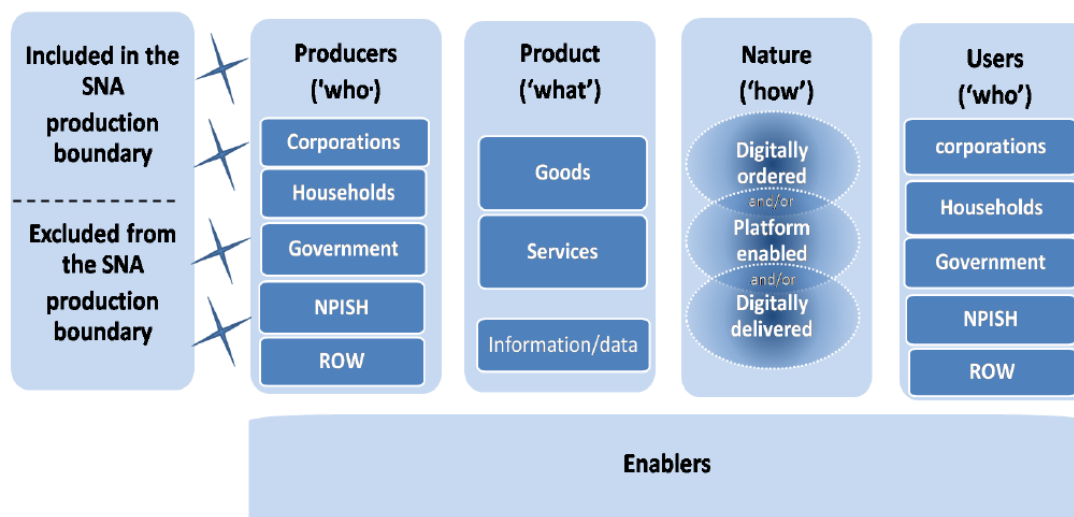 Included in the
SNA
production
boundary
Excluded from
the SNA
production
boundary
Producers
('who·)
Corporations
Households
Government
NPISH
ROW
Product
(‘what’)
Goods
Services
Information/data
Nature
(‘how’)
Digitally
ordered
and/or
Platform
enabled
and/or
Digitally
delivered
Users
(‘who’)
corporations
Households
Government
NPISH
ROW
Enablers